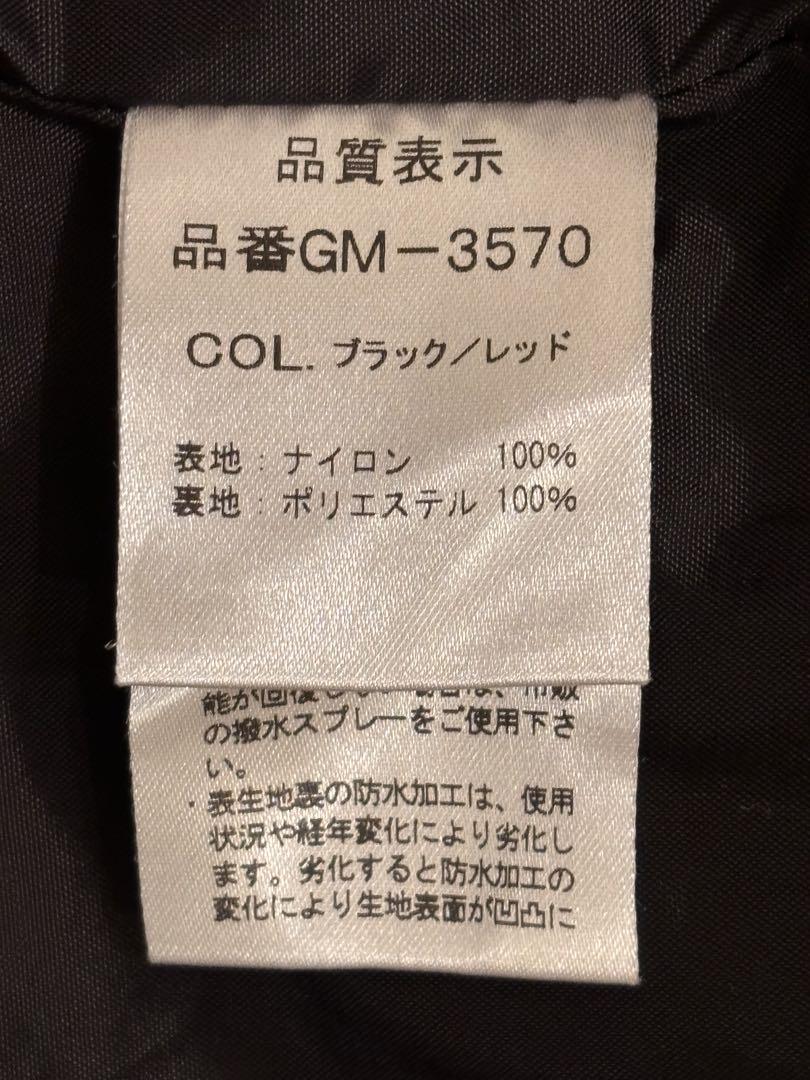 品質表示
品番GM-3570
COL. ブラック/レッド
表地:ナイロン 100%
裏地:ポリエステル 100%
の撥水スプレーをご使用下さ
い。
・表生地裏の防水加工は、使用
状況や経年変化により劣化し
ます。劣化すると防水加工の
変化により生地表面が凹凸に